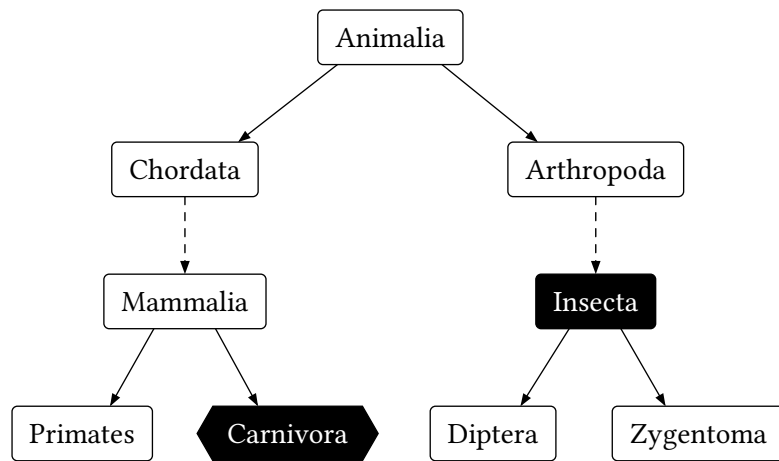 Animalia
Chordata
Arthropoda
Mammalia
Insecta
Primates
Carnivora
Diptera
Zygentoma